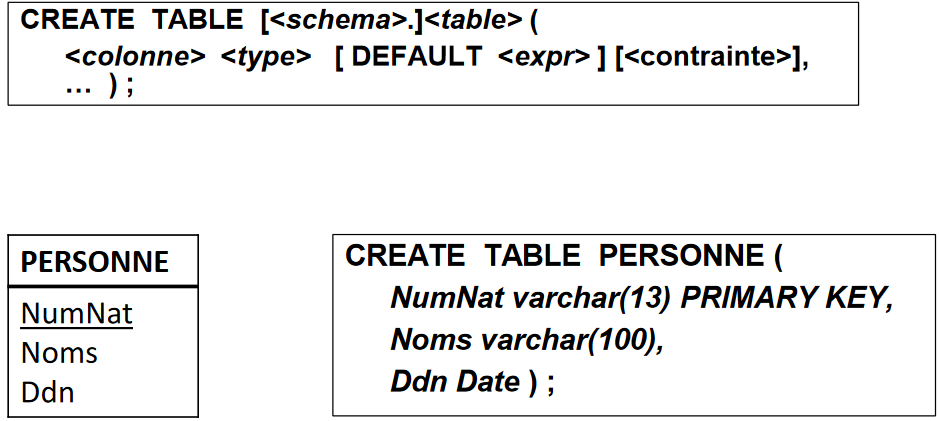 CREATE TABLE [<schema>.]<table> (
<colonne> <type> [ DEFAULT <expr> ] [<contrainte>],
... ) ;
PERSONNE
NumNat
Noms
Ddn
CREATE TABLE PERSONNE (
NumNat varchar(13) PRIMARY KEY,
Noms varchar(100),
Ddn Date ) ;